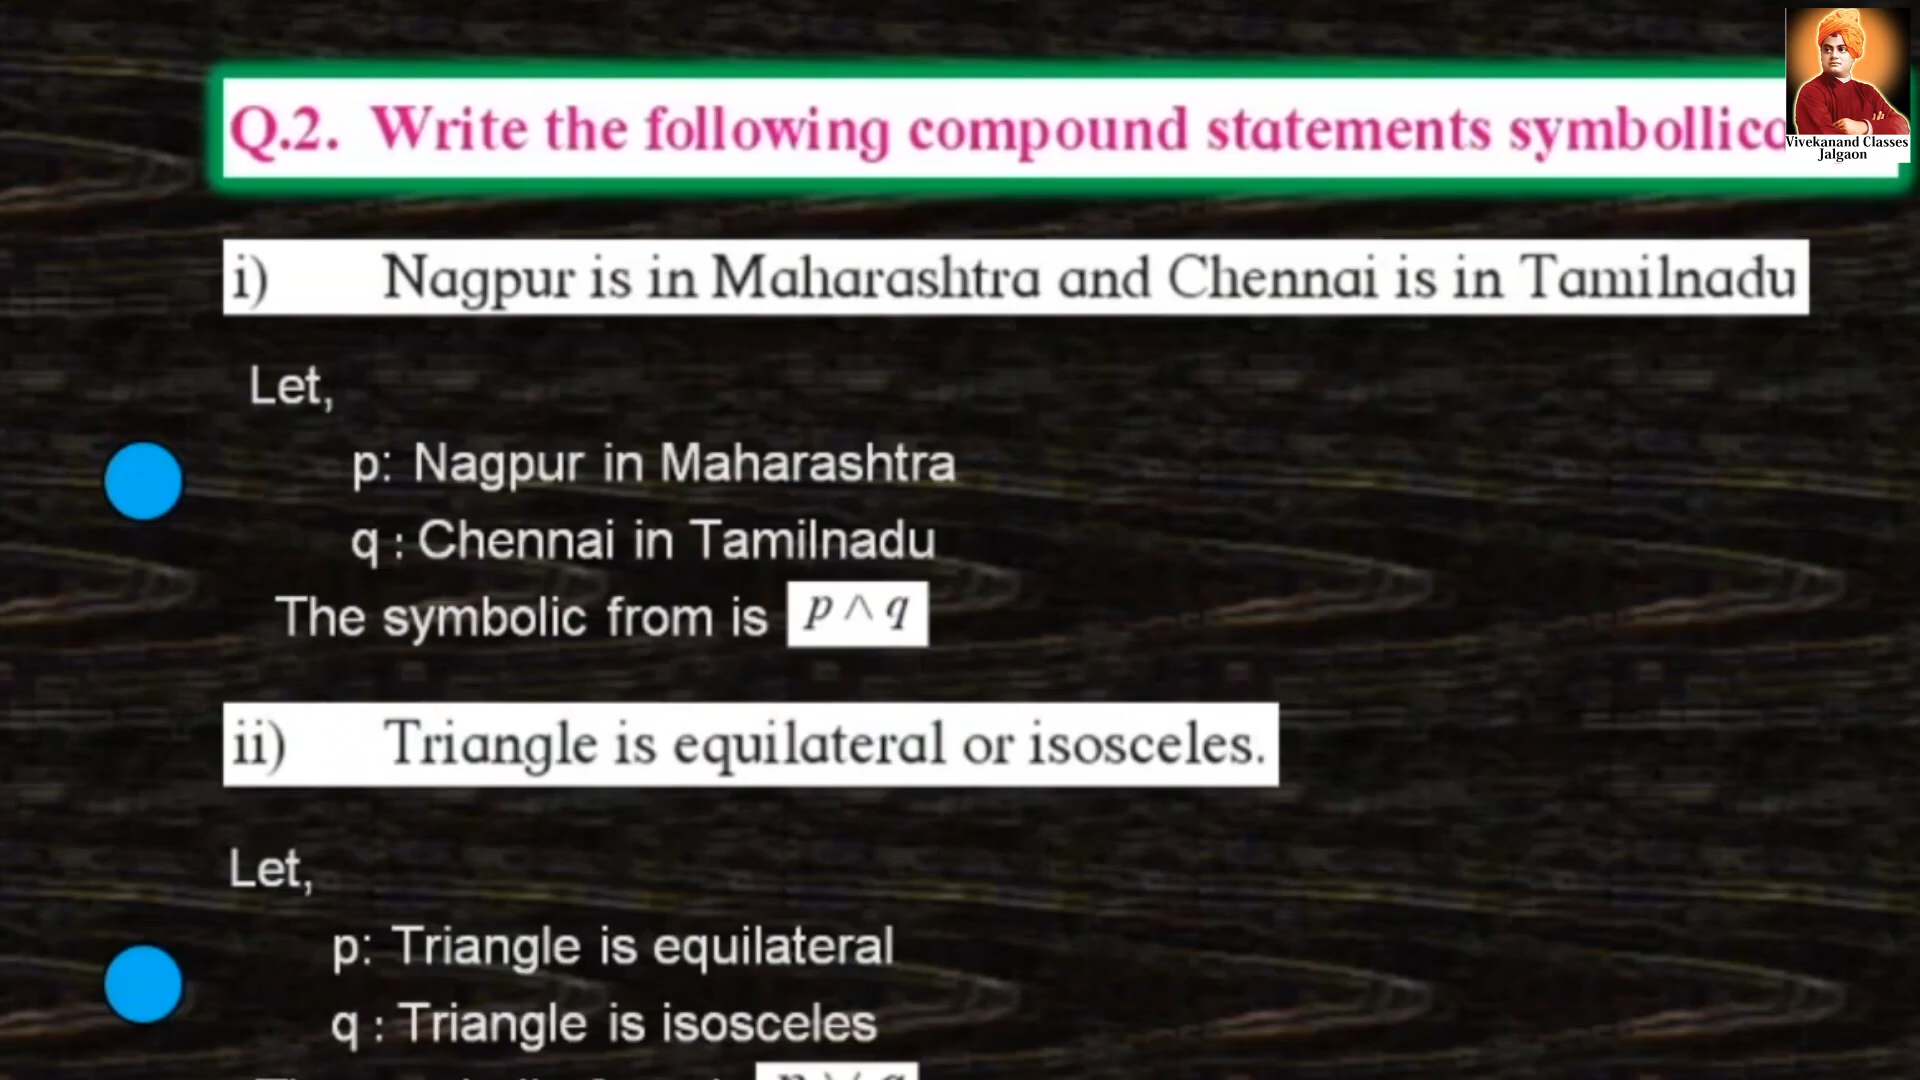 Q.2. Write the following compound statements symbollica
Vivekanand Classes
Jalgaon
i) Nagpur is in Maharashtra and Chennai is in Tamilnadu
Let,
p: Nagpur in Maharashtra
q : Chennai in Tamilnadu
The symbolic from is p ∧ q
ii) Triangle is equilateral or isosceles.
Let,
p: Triangle is equilateral
q : Triangle is isosceles